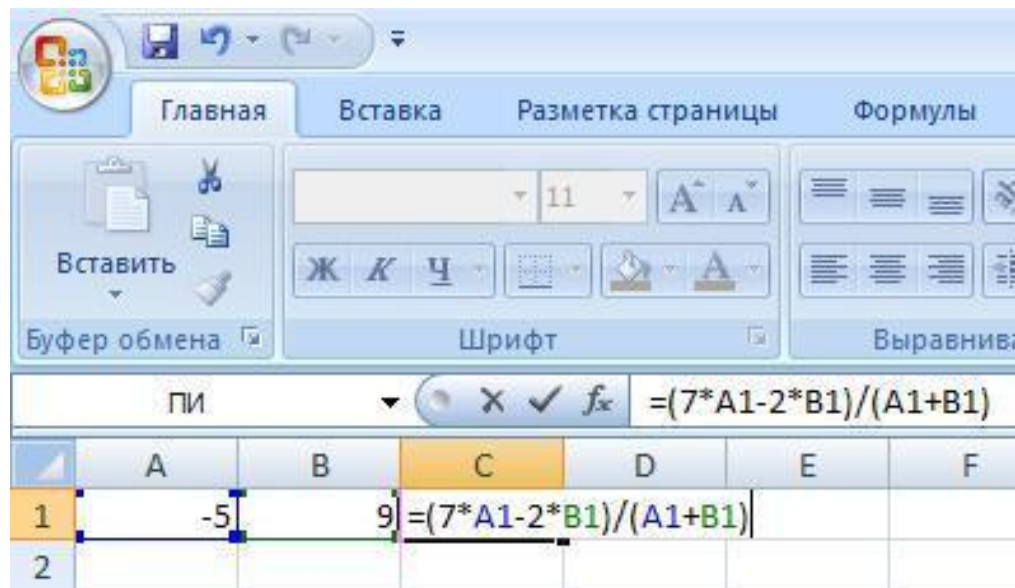 Главная Вставка Разметка страницы Формулы
11 А А
Вставить Ж К Ч
Буфер обмена Шрифт Выравнива
ПИ fx =(7*A1-2*B1)/(A1+B1)
A B C D E F
1 -5 9 =(7*A1-2*B1)/(A1+B1)
2